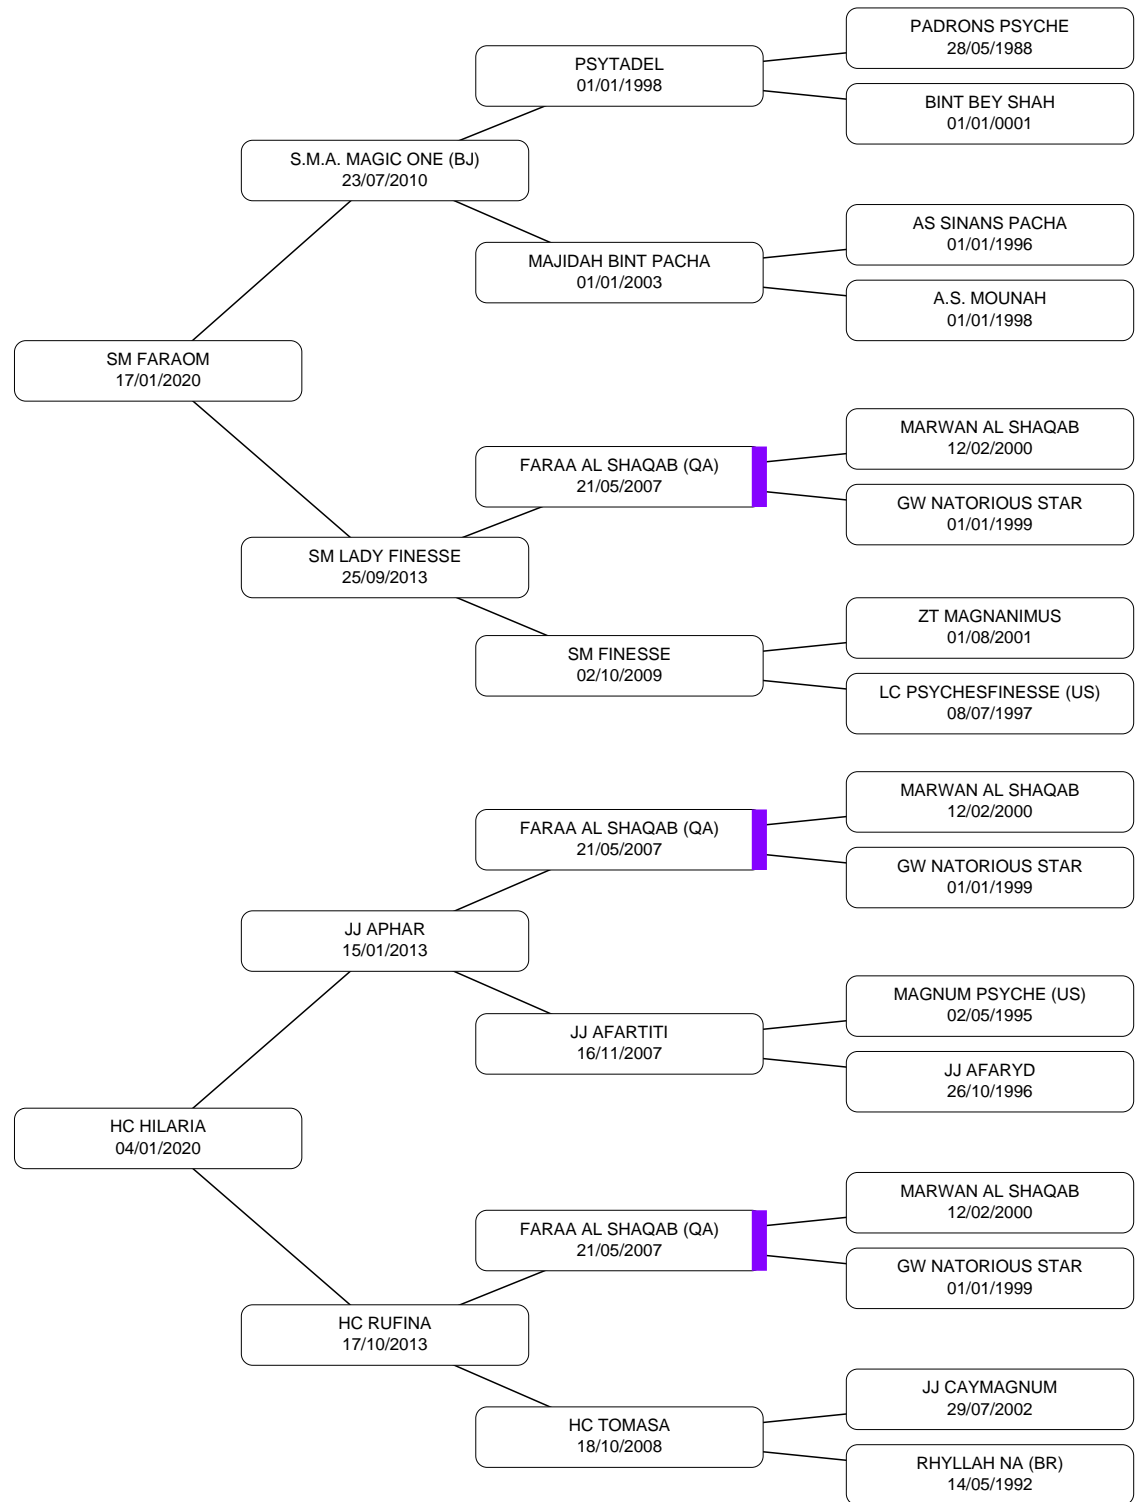 PADRONS PSYCHE
28/05/1988
PSYTADEL
01/01/1998
BINT BEY SHAH
01/01/0001
S.M.A. MAGIC ONE (BJ)
23/07/2010
AS SINANS PACHA
01/01/1996
MAJIDAH BINT PACHA
01/01/2003
A.S. MOUNAH
01/01/1998
SM FARAOM
17/01/2020
MARWAN AL SHAQAB
12/02/2000
FARAA AL SHAQAB (QA)
21/05/2007
GW NATORIOUS STAR
01/01/1999
SM LADY FINESSE
25/09/2013
ZT MAGNANIMUS
01/08/2001
SM FINESSE
02/10/2009
LC PSYCHESFINESSE (US)
08/07/1997
MARWAN AL SHAQAB
12/02/2000
FARAA AL SHAQAB (QA)
21/05/2007
GW NATORIOUS STAR
01/01/1999
JJ APHAR
15/01/2013
MAGNUM PSYCHE (US)
02/05/1995
JJ AFARTITI
16/11/2007
JJ AFARYD
26/10/1996
HC HILARIA
04/01/2020
MARWAN AL SHAQAB
12/02/2000
FARAA AL SHAQAB (QA)
21/05/2007
GW NATORIOUS STAR
01/01/1999
HC RUFINA
17/10/2013
JJ CAYMAGNUM
29/07/2002
HC TOMASA
18/10/2008
RHYLLAH NA (BR)
14/05/1992